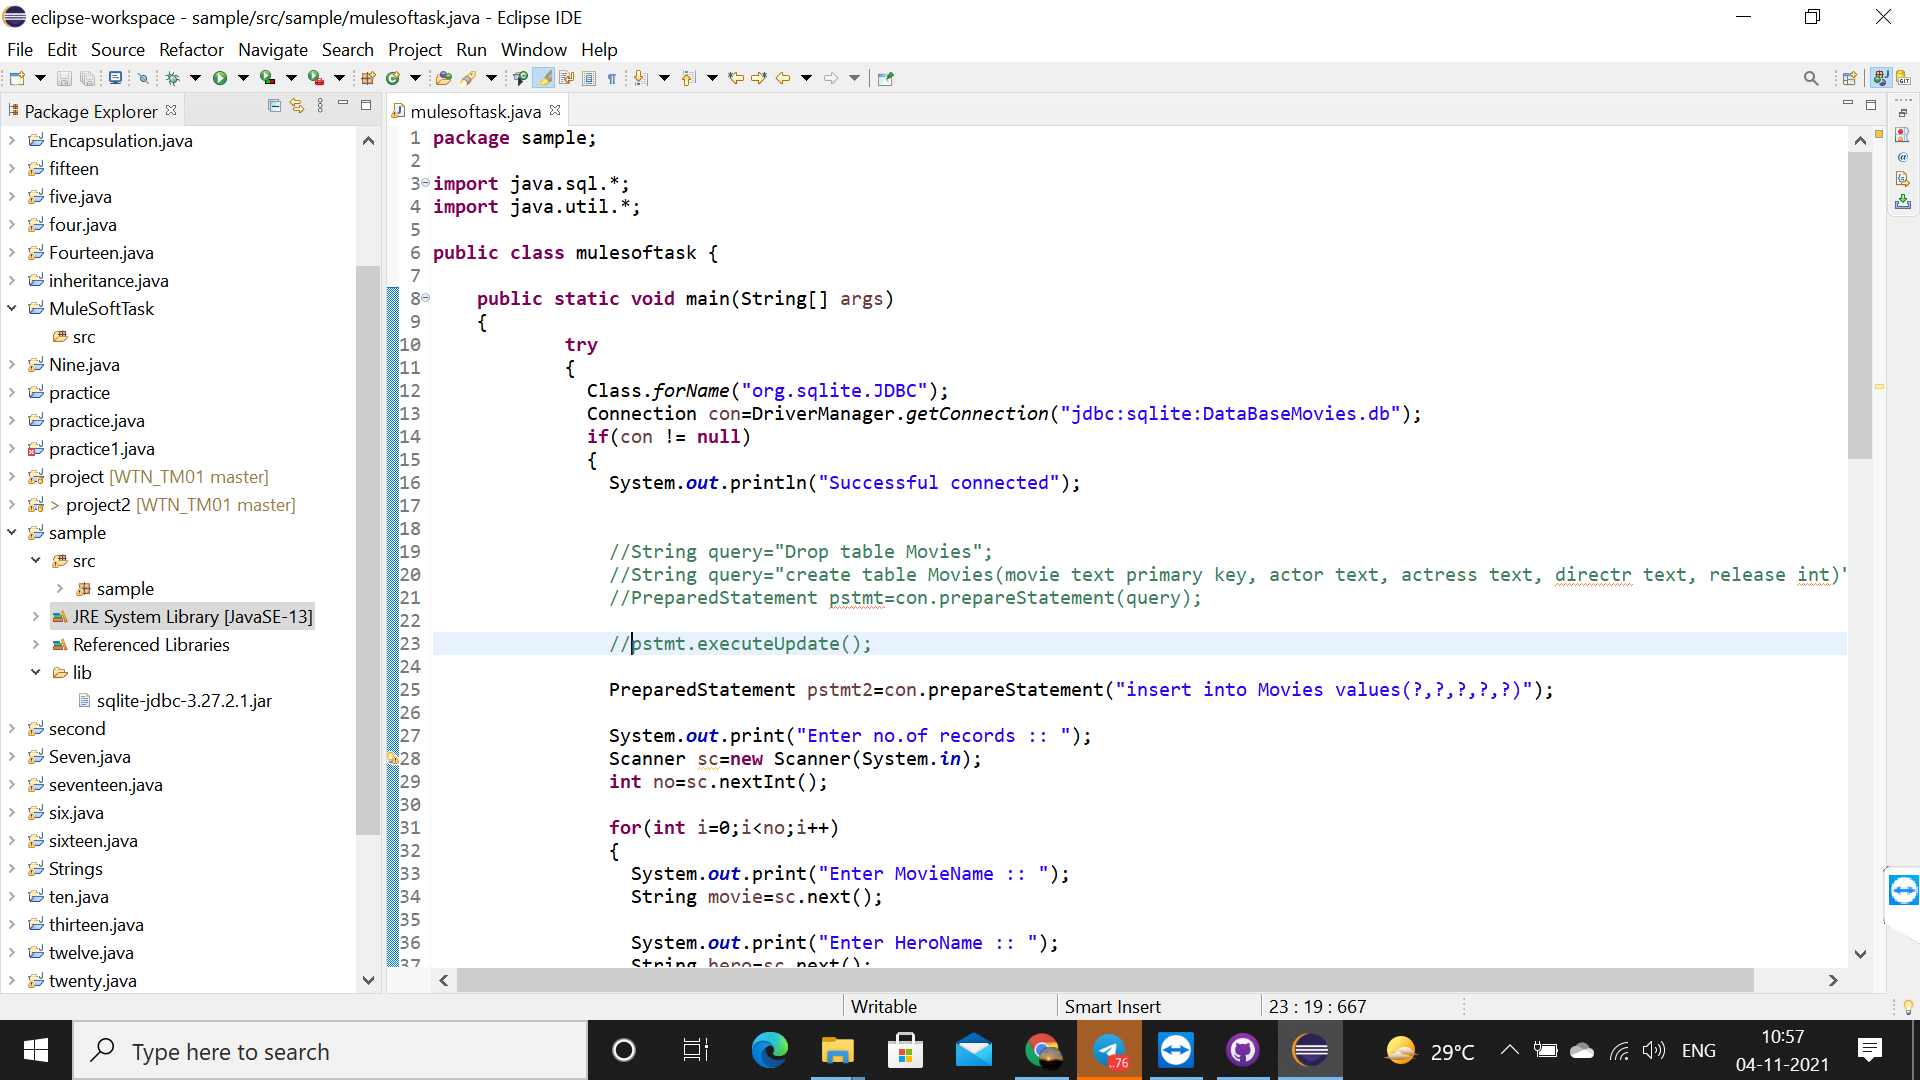 eclipse-workspace - sample/src/sample/mulesoftask.java - Eclipse IDE
File Edit Source Refactor Navigate Search Project Run Window Help
Package Explorer
Encapsulation.java
fifteen
five.java
four.java
Fourteen.java
inheritance.java
MuleSoftTask
src
Nine.java
practice
practice.java
practice1.java
project [WTN_TM01 master]
> project2 [WTN_TM01 master]
sample
src
sample
JRE System Library [JavaSE-13]
Referenced Libraries
lib
sqlite-jdbc-3.27.2.1.jar
second
Seven.java
seventeen.java
six.java
sixteen.java
Strings
ten.java
thirteen.java
twelve.java
twenty.java
mulesoftask.java
1 package sample;
2
3 import java.sql.*;
4 import java.util.*;
5
6 public class mulesoftask {
7
8 public static void main(String[] args)
9 {
10 try
11 {
12 Class.forName("org.sqlite.JDBC");
13 Connection con=DriverManager.getConnection("jdbc:sqlite:DataBaseMovies.db");
14 if(con != null)
15 {
16 System.out.println("Successful connected");
17
18
19 //String query="Drop table Movies";
20 //String query="create table Movies(movie text primary key, actor text, actress text, directr text, release int)"
21 //PreparedStatement pstmt=con.prepareStatement(query);
22
23 //pstmt.executeUpdate();
24
25 PreparedStatement pstmt2=con.prepareStatement("insert into Movies values(?,?,?,?,?)");
26
27 System.out.print("Enter no.of records :: ");
28 Scanner sc=new Scanner(System.in);
29 int no=sc.nextInt();
30
31 for(int i=0;i<no;i++)
32 {
33 System.out.print("Enter MovieName :: ");
34 String movie=sc.next();
35
36 System.out.print("Enter HeroName :: ");
37 String hero=sc.next();
Writable
Smart Insert
23 : 19 : 667
Type here to search
..76
29°C
ENG
10:57
04-11-2021